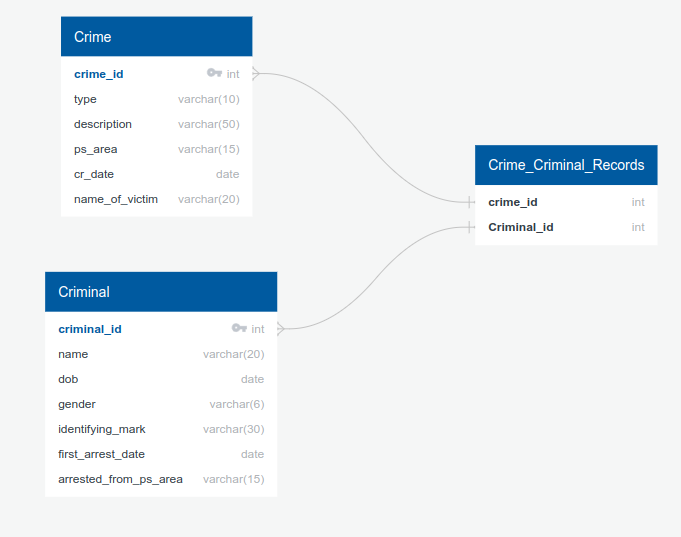 Crime
crime_id int
type varchar(10)
description varchar(50)
ps_area varchar(15)
cr_date date
name_of_victim varchar(20)
Crime_Criminal_Records
crime_id int
Criminal_id int
Criminal
criminal_id int
name varchar(20)
dob date
gender varchar(6)
identifying_mark varchar(30)
first_arrest_date date
arrested_from_ps_area varchar(15)